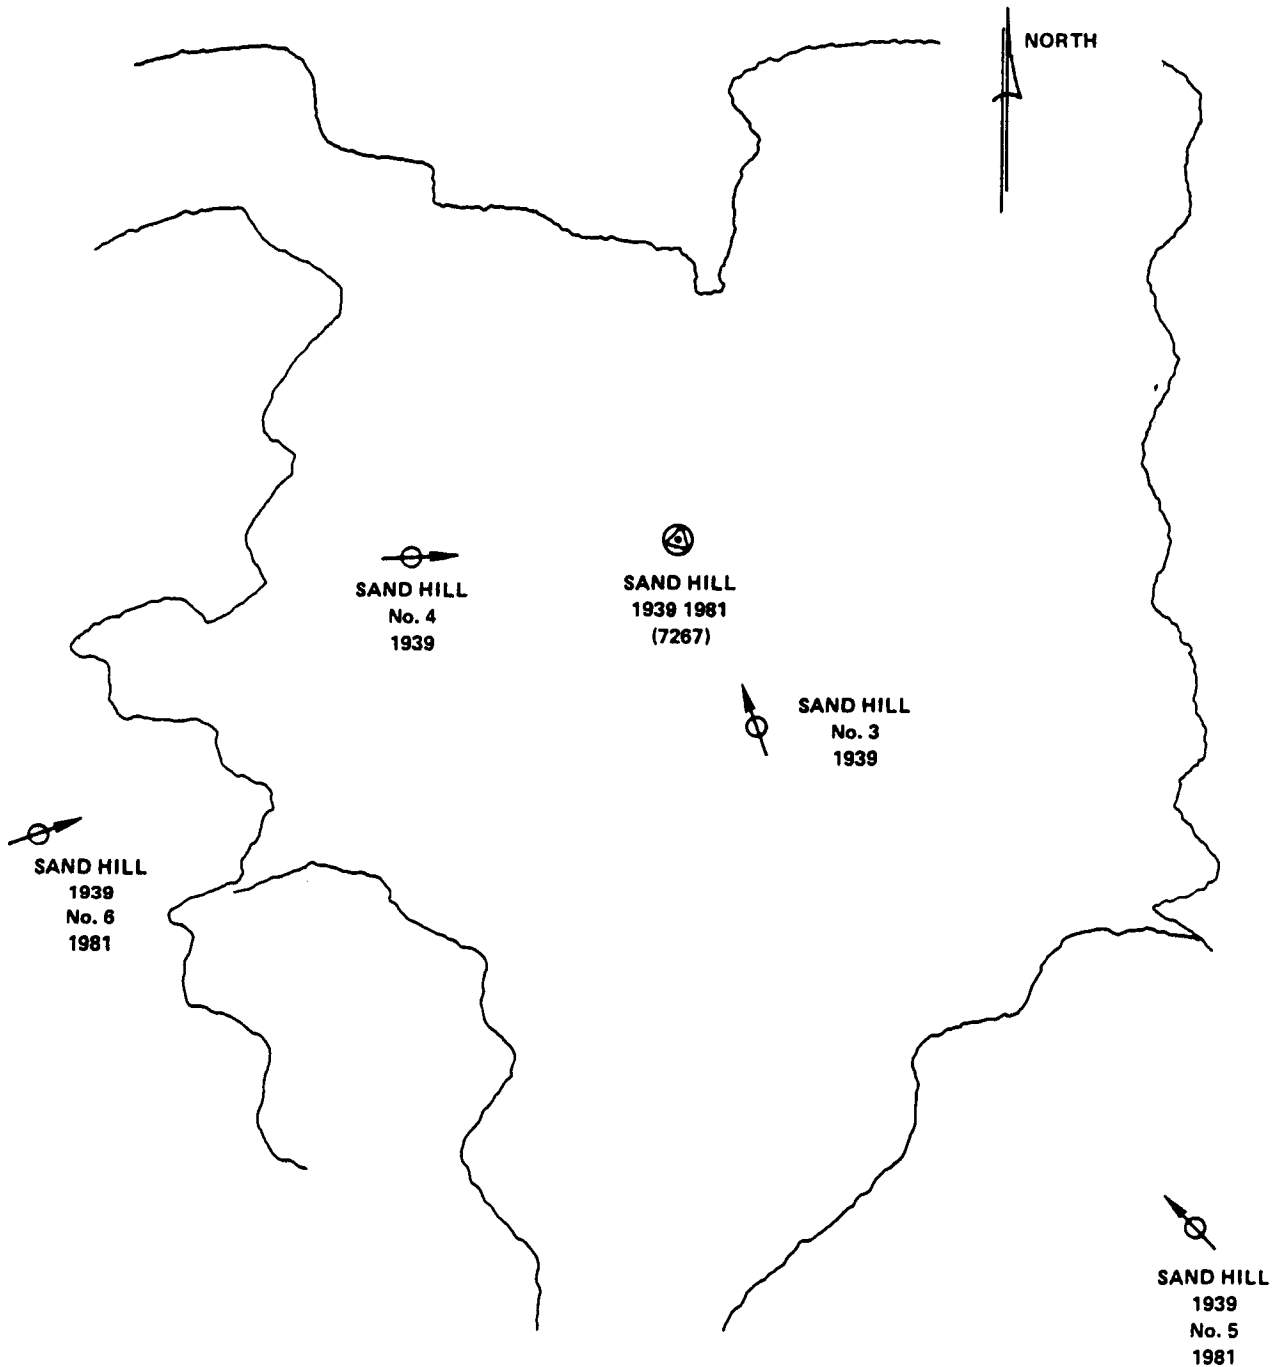 NORTH
SAND HILL
No. 4
1939
SAND HILL
1939 1981
(7267)
SAND HILL
No. 3
1939
SAND HILL
1939
No. 6
1981
SAND HILL
1939
No. 5
1981